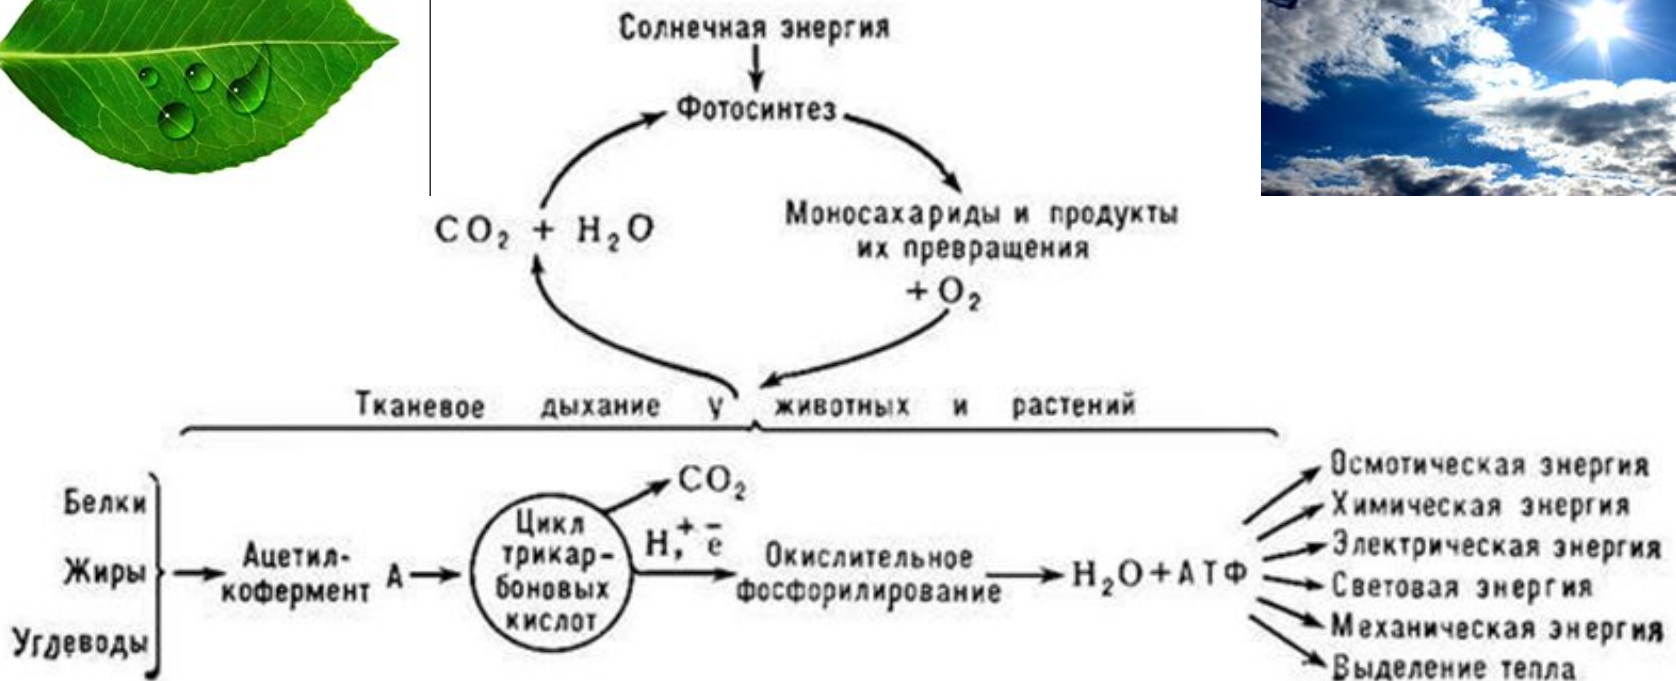 Солнечная энергия
Фотосинтез
CO₂ + H₂O
Моносахариды и продукты
их превращения
+ O₂
Тканевое дыхание у животных и растений
Белки
Жиры
Углеводы
Ацетил-
кофермент А
CO₂
Цикл
трикар-
боновых
кислот
H⁺, e⁻
Окислительное
фосфорилирование
H₂O+АТФ
Осмотическая энергия
Химическая энергия
Электрическая энергия
Световая энергия
Механическая энергия
Выделение тепла